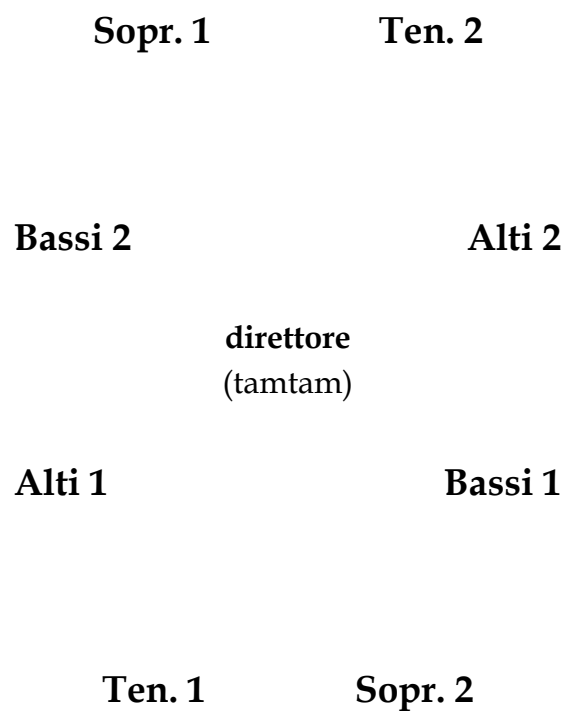 Sopr. 1 Ten. 2
Bassi 2 Alti 2
direttore
(tamtam)
Alti 1 Bassi 1
Ten. 1 Sopr. 2